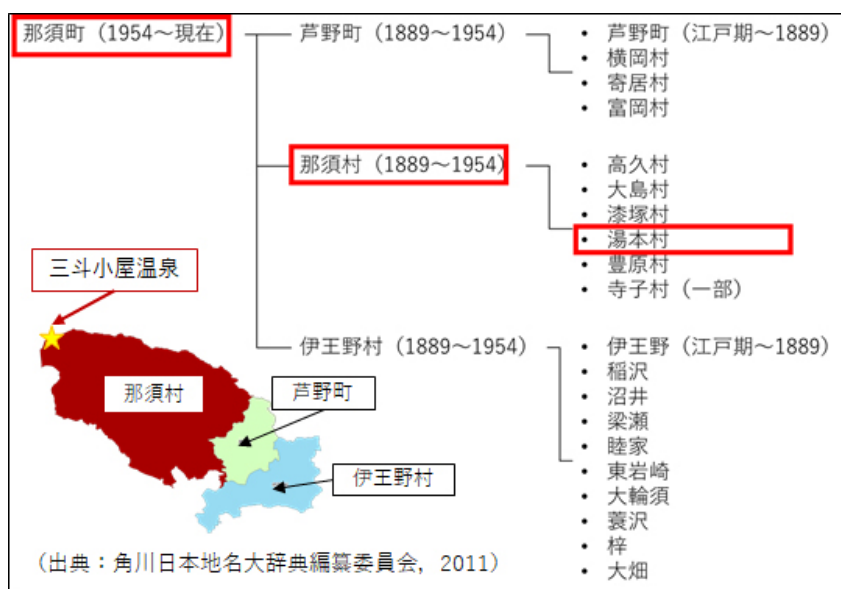 那須町（1954～現在）
芦野町（1889～1954）
• 芦野町（江戸期～1889）
• 横岡村
• 寄居村
• 富岡村
那須村（1889～1954）
• 高久村
• 大島村
• 漆塚村
• 湯本村
• 豊原村
• 寺子村（一部）
伊王野村（1889～1954）
• 伊王野（江戸期～1889）
• 稲沢
• 沼井
• 梁瀬
• 睦家
• 東岩崎
• 大輪須
• 蓑沢
• 梓
• 大畑
三斗小屋温泉
那須村
芦野町
伊王野村
（出典：角川日本地名大辞典編纂委員会，2011）